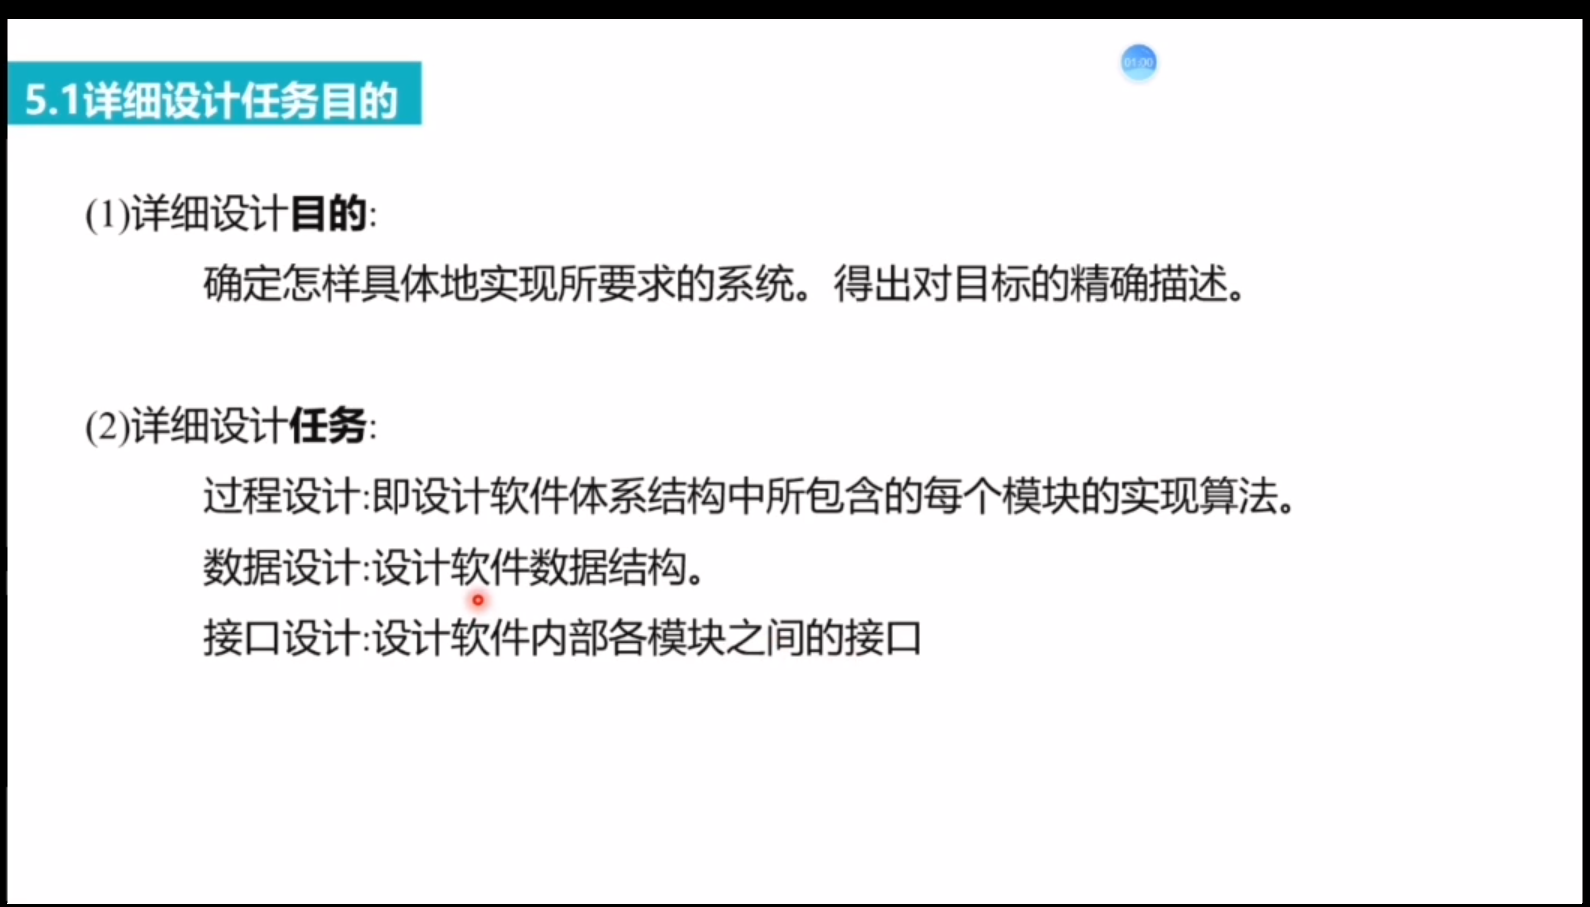 01:00
5.1详细设计任务目的
(1)详细设计目的:
确定怎样具体地实现所要求的系统。得出对目标的精确描述。
(2)详细设计任务:
过程设计:即设计软件体系结构中所包含的每个模块的实现算法。
数据设计:设计软件数据结构。
接口设计:设计软件内部各模块之间的接口